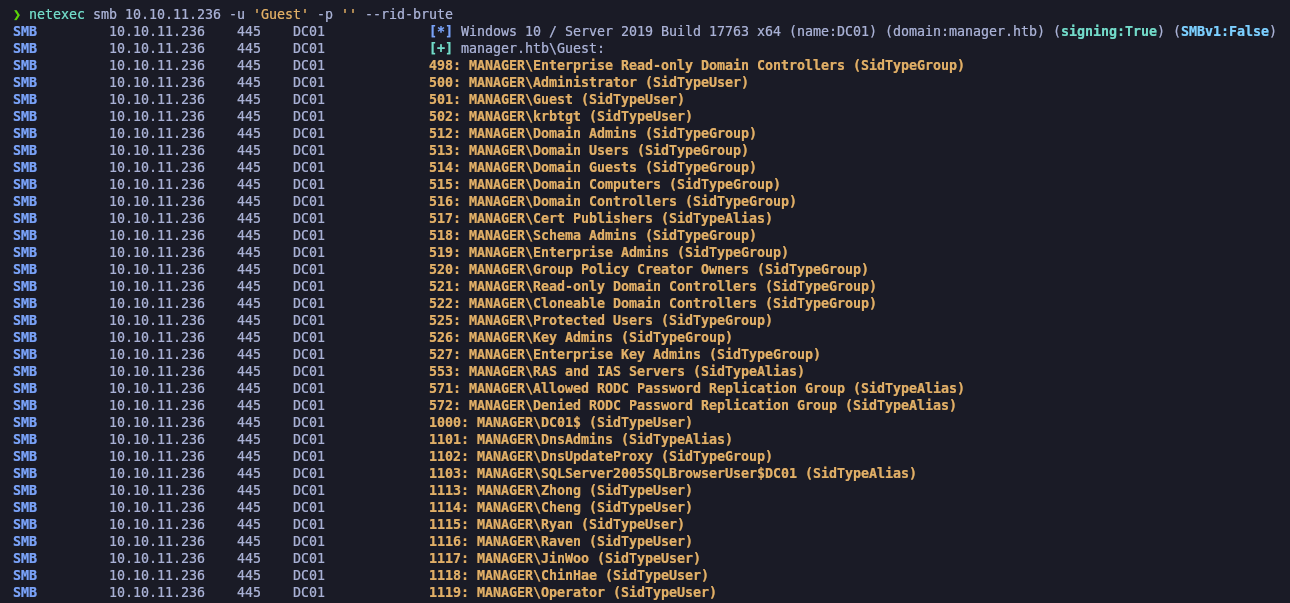 ❯ netexec smb 10.10.11.236 -u 'Guest' -p '' --rid-brute
SMB 10.10.11.236 445 DC01 [*] Windows 10 / Server 2019 Build 17763 x64 (name:DC01) (domain:manager.htb) (signing:True) (SMBv1:False)
SMB 10.10.11.236 445 DC01 [+] manager.htb\Guest:
SMB 10.10.11.236 445 DC01 498: MANAGER\Enterprise Read-only Domain Controllers (SidTypeGroup)
SMB 10.10.11.236 445 DC01 500: MANAGER\Administrator (SidTypeUser)
SMB 10.10.11.236 445 DC01 501: MANAGER\Guest (SidTypeUser)
SMB 10.10.11.236 445 DC01 502: MANAGER\krbtgt (SidTypeUser)
SMB 10.10.11.236 445 DC01 512: MANAGER\Domain Admins (SidTypeGroup)
SMB 10.10.11.236 445 DC01 513: MANAGER\Domain Users (SidTypeGroup)
SMB 10.10.11.236 445 DC01 514: MANAGER\Domain Guests (SidTypeGroup)
SMB 10.10.11.236 445 DC01 515: MANAGER\Domain Computers (SidTypeGroup)
SMB 10.10.11.236 445 DC01 516: MANAGER\Domain Controllers (SidTypeGroup)
SMB 10.10.11.236 445 DC01 517: MANAGER\Cert Publishers (SidTypeAlias)
SMB 10.10.11.236 445 DC01 518: MANAGER\Schema Admins (SidTypeGroup)
SMB 10.10.11.236 445 DC01 519: MANAGER\Enterprise Admins (SidTypeGroup)
SMB 10.10.11.236 445 DC01 520: MANAGER\Group Policy Creator Owners (SidTypeGroup)
SMB 10.10.11.236 445 DC01 521: MANAGER\Read-only Domain Controllers (SidTypeGroup)
SMB 10.10.11.236 445 DC01 522: MANAGER\Cloneable Domain Controllers (SidTypeGroup)
SMB 10.10.11.236 445 DC01 525: MANAGER\Protected Users (SidTypeGroup)
SMB 10.10.11.236 445 DC01 526: MANAGER\Key Admins (SidTypeGroup)
SMB 10.10.11.236 445 DC01 527: MANAGER\Enterprise Key Admins (SidTypeGroup)
SMB 10.10.11.236 445 DC01 553: MANAGER\RAS and IAS Servers (SidTypeAlias)
SMB 10.10.11.236 445 DC01 571: MANAGER\Allowed RODC Password Replication Group (SidTypeAlias)
SMB 10.10.11.236 445 DC01 572: MANAGER\Denied RODC Password Replication Group (SidTypeAlias)
SMB 10.10.11.236 445 DC01 1000: MANAGER\DC01$ (SidTypeUser)
SMB 10.10.11.236 445 DC01 1101: MANAGER\DnsAdmins (SidTypeAlias)
SMB 10.10.11.236 445 DC01 1102: MANAGER\DnsUpdateProxy (SidTypeGroup)
SMB 10.10.11.236 445 DC01 1103: MANAGER\SQLServer2005SQLBrowserUser$DC01 (SidTypeAlias)
SMB 10.10.11.236 445 DC01 1113: MANAGER\Zhong (SidTypeUser)
SMB 10.10.11.236 445 DC01 1114: MANAGER\Cheng (SidTypeUser)
SMB 10.10.11.236 445 DC01 1115: MANAGER\Ryan (SidTypeUser)
SMB 10.10.11.236 445 DC01 1116: MANAGER\Raven (SidTypeUser)
SMB 10.10.11.236 445 DC01 1117: MANAGER\JinWoo (SidTypeUser)
SMB 10.10.11.236 445 DC01 1118: MANAGER\ChinHae (SidTypeUser)
SMB 10.10.11.236 445 DC01 1119: MANAGER\Operator (SidTypeUser)